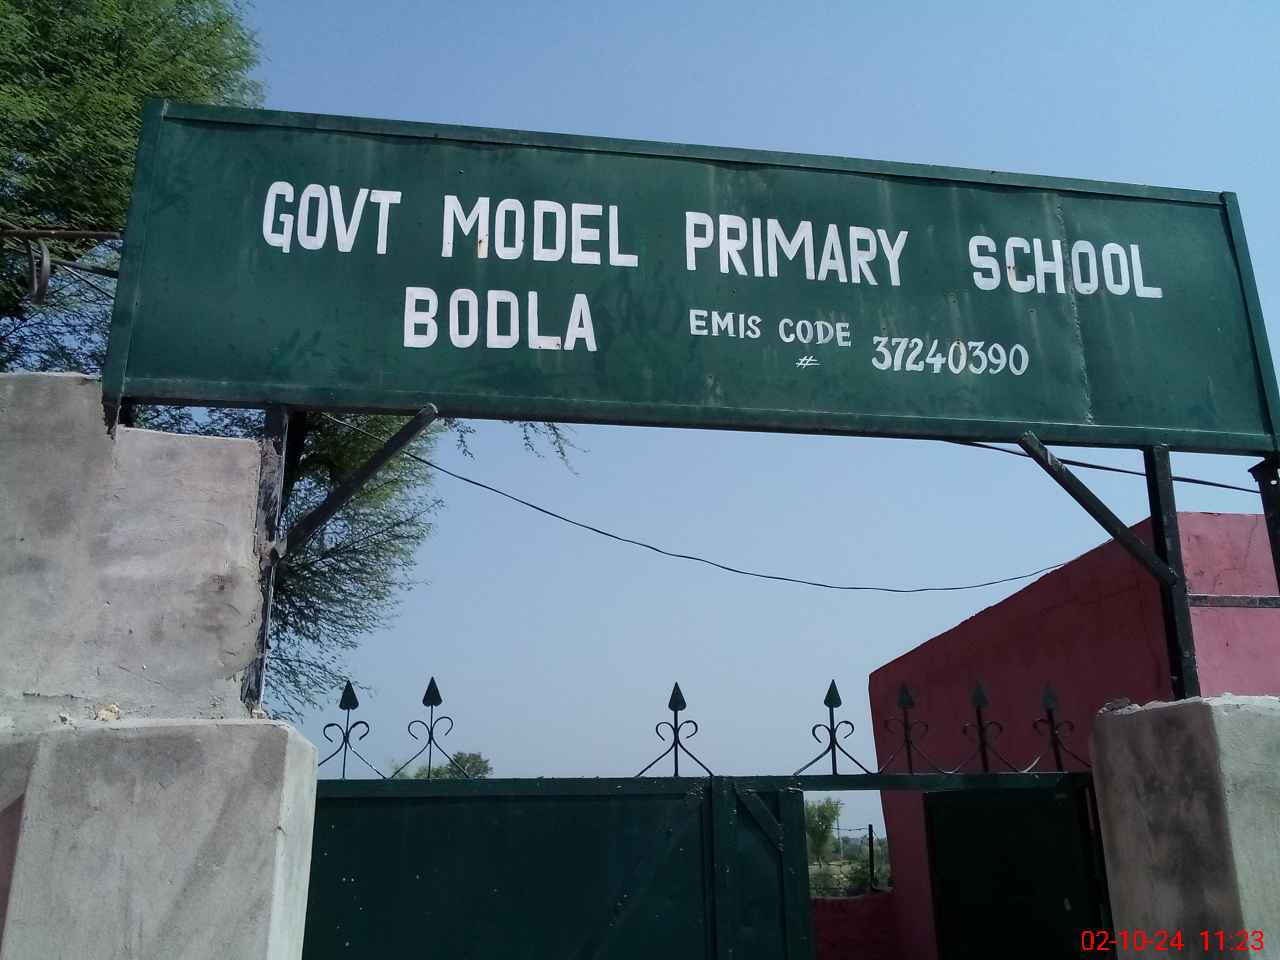 GOVT MODEL PRIMARY SCHOOL
BODLA EMIS CODE # 37240390
02-10-24 11:23